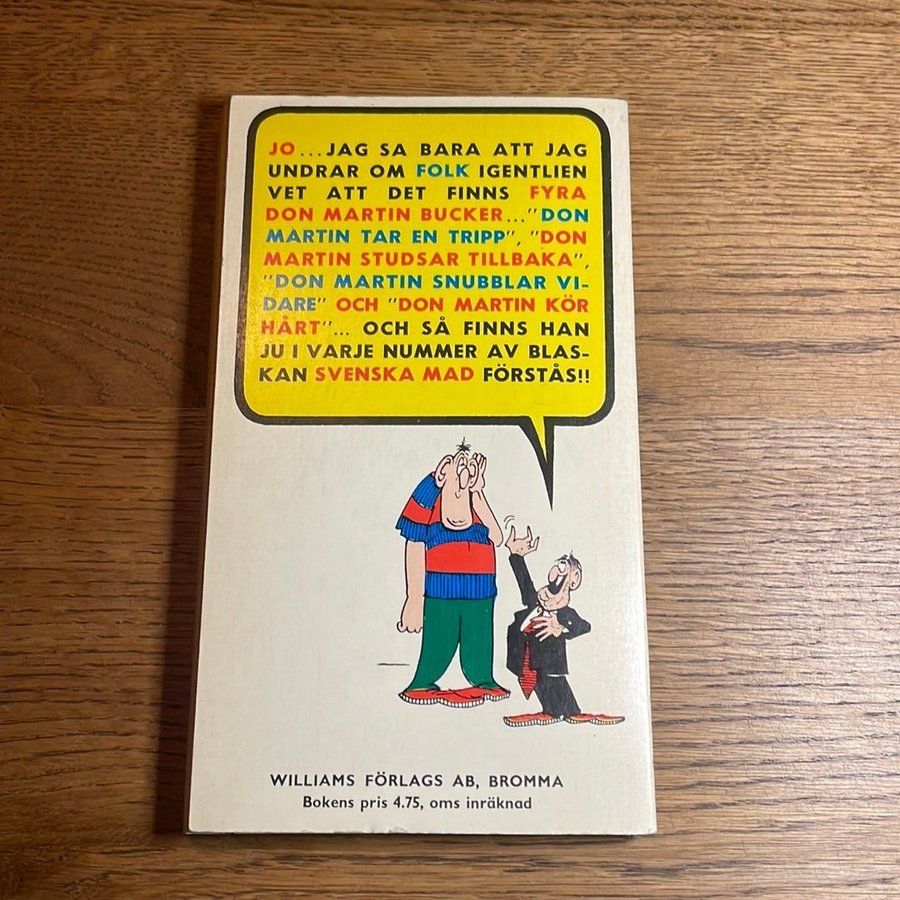 JO...JAG SA BARA ATT JAG
UNDRAR OM FOLK IGENTLIEN
VET ATT DET FINNS FYRA
DON MARTIN BUCKER..."DON
MARTIN TAR EN TRIPP", "DON
MARTIN STUDSAR TILLBAKA",
"DON MARTIN SNUBBLAR VI-
DARE" OCH "DON MARTIN KÖR
HÅRT"... OCH SÅ FINNS HAN
JU I VARJE NUMMER AV BLAS-
KAN SVENSKA MAD FÖRSTÅS!!
WILLIAMS FÖRLAGS AB, BROMMA
Bokens pris 4.75, oms inräknad